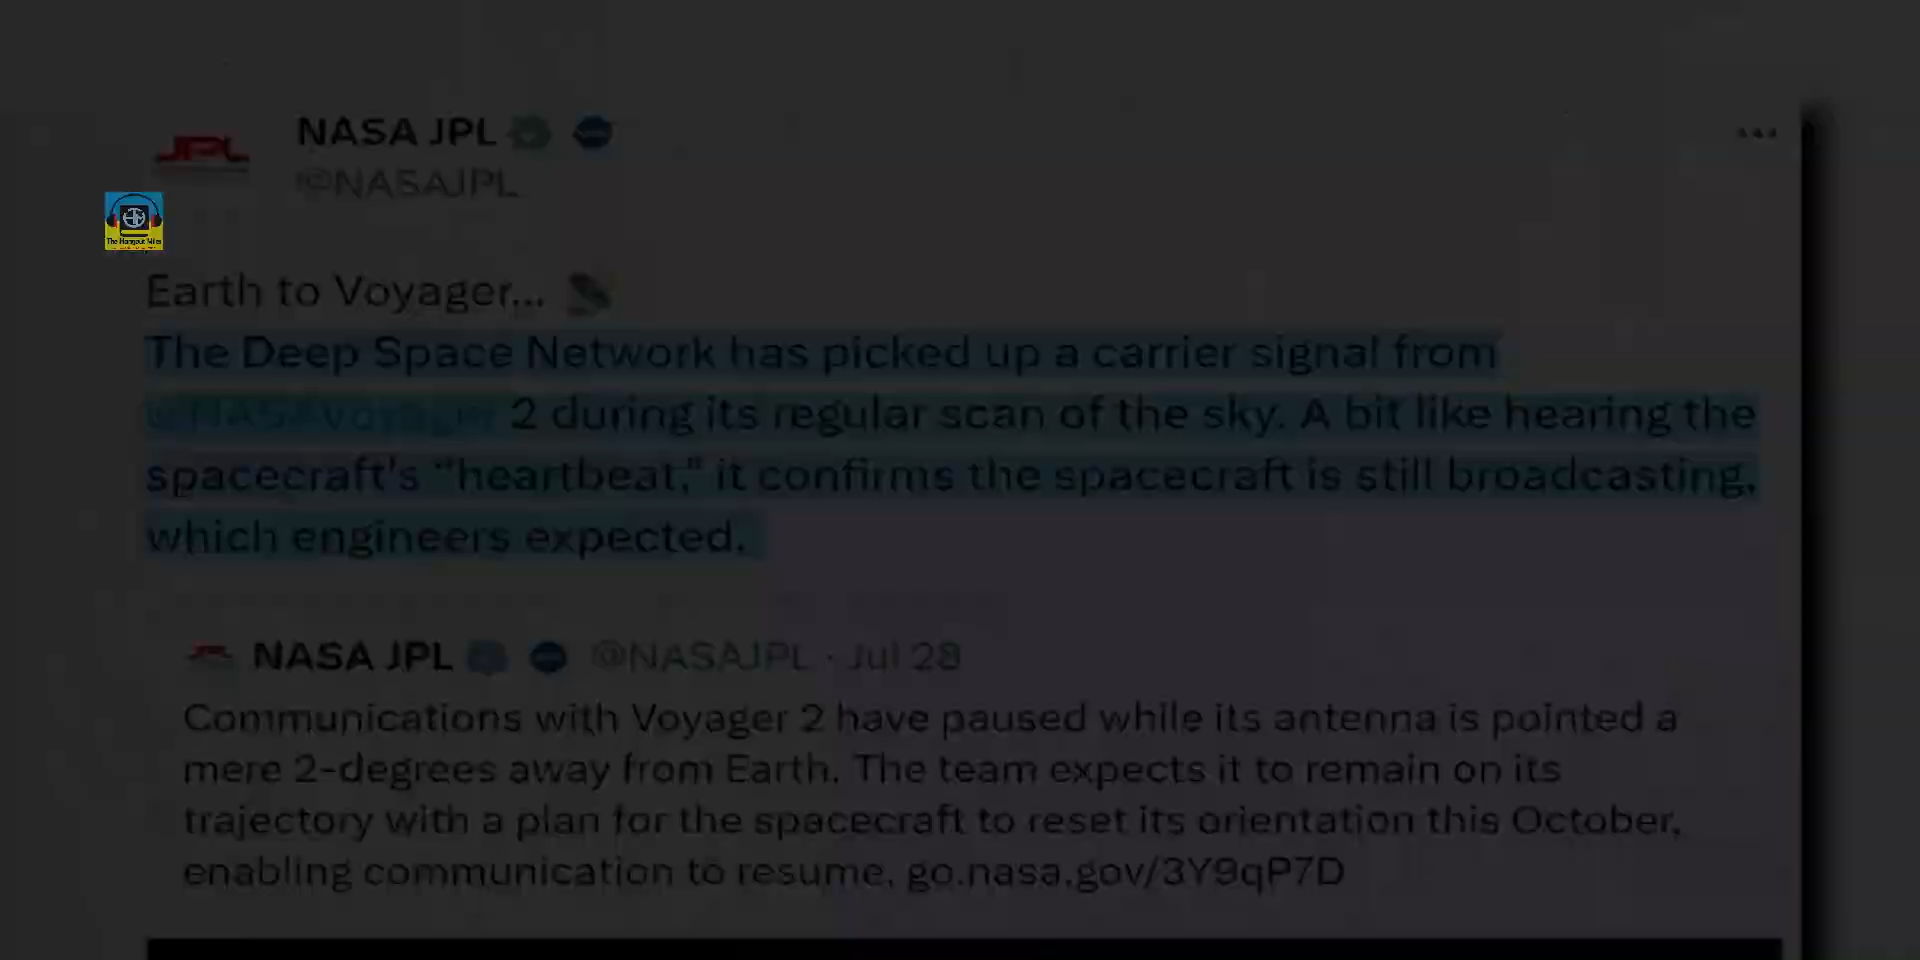 NASA JPL
@NASAJPL
JPL
The Hangout Miles
Earth to Voyager...
The Deep Space Network has picked up a carrier signal from
@NASAVoyager 2 during its regular scan of the sky. A bit like hearing the
spacecraft's "heartbeat," it confirms the spacecraft is still broadcasting,
which engineers expected.
NASA JPL @NASAJPL · Jul 28
Communications with Voyager 2 have paused while its antenna is pointed a
mere 2-degrees away from Earth. The team expects it to remain on its
trajectory with a plan for the spacecraft to reset its orientation this October,
enabling communication to resume. go.nasa.gov/3Y9qP7D